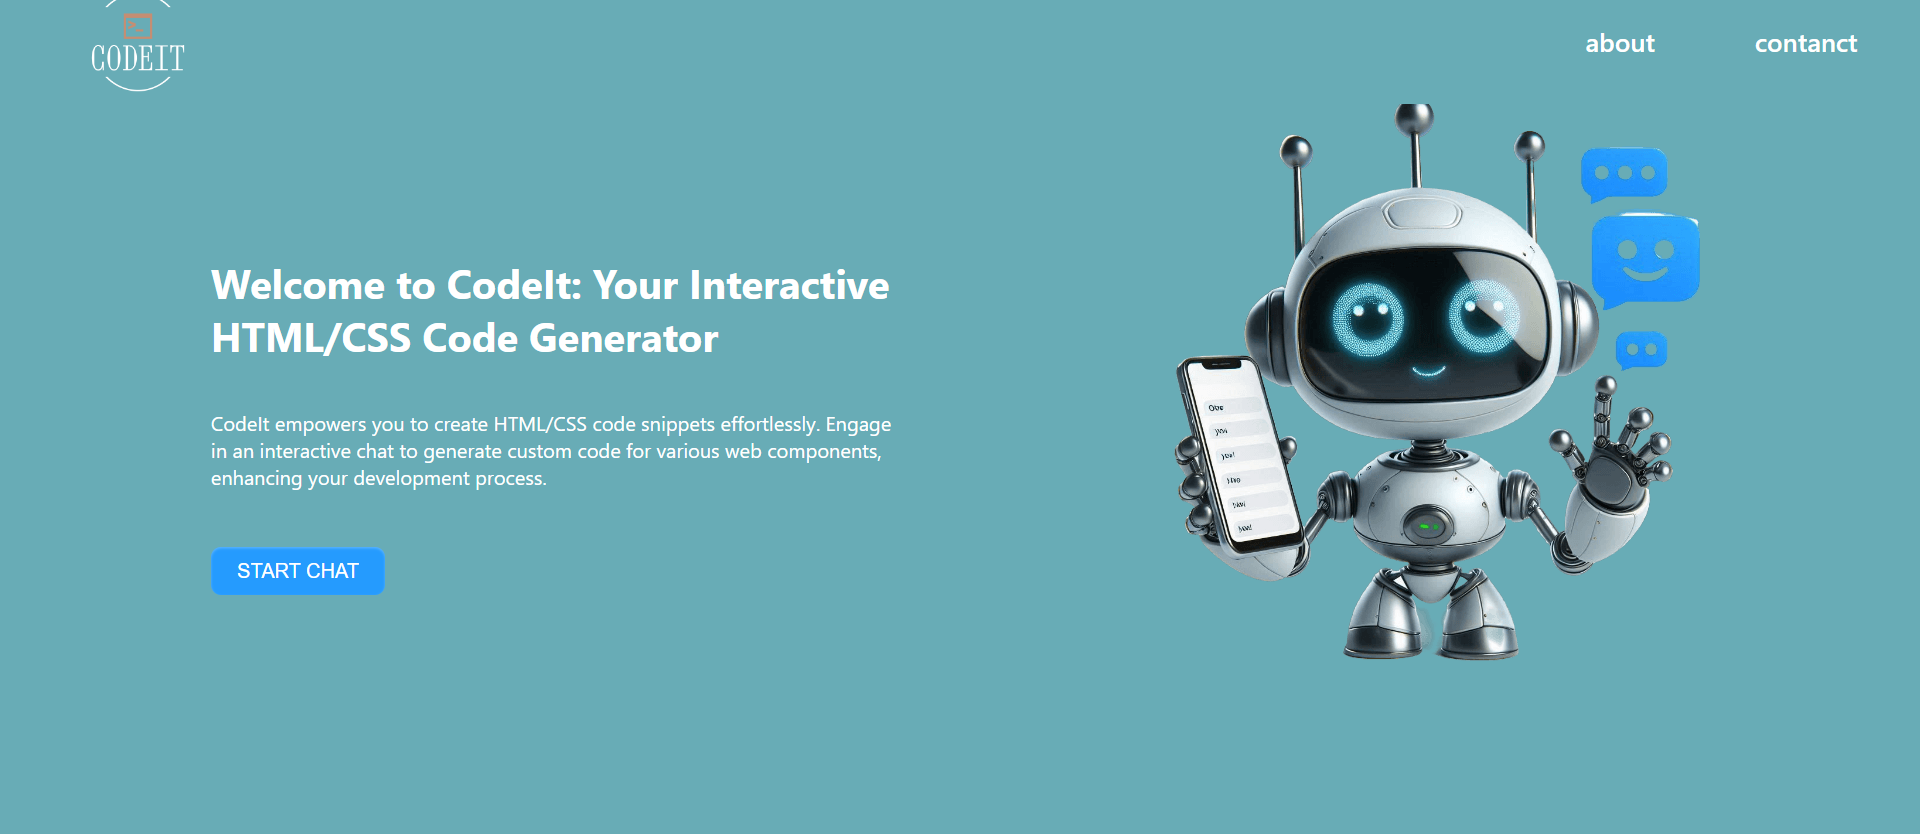 CODEIT
about
contanct
Welcome to CodeIt: Your Interactive
HTML/CSS Code Generator
CodeIt empowers you to create HTML/CSS code snippets effortlessly. Engage
in an interactive chat to generate custom code for various web components,
enhancing your development process.
START CHAT